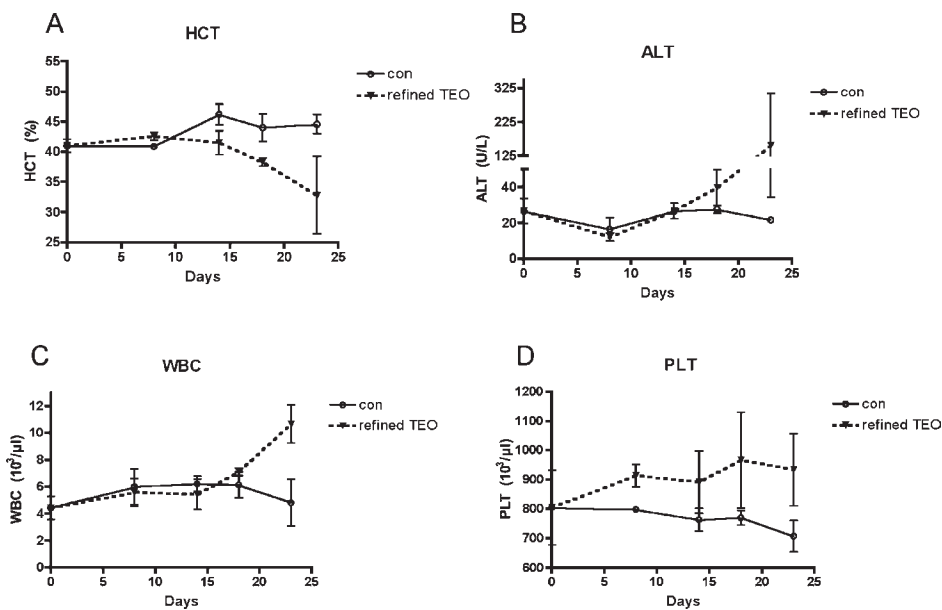 A
HCT
con
refined TEO
HCT (%)
55
50
45
40
35
30
25
0 5 10 15 20 25
Days
B
ALT
con
refined TEO
ALT (U/L)
325
225
125
40
20
0
0 5 10 15 20 25
Days
C
WBC
con
refined TEO
WBC (10³/µl)
12
10
8
6
4
2
0
0 5 10 15 20 25
Days
D
PLT
con
refined TEO
PLT (10³/µl)
1200
1100
1000
900
800
700
600
0 5 10 15 20 25
Days